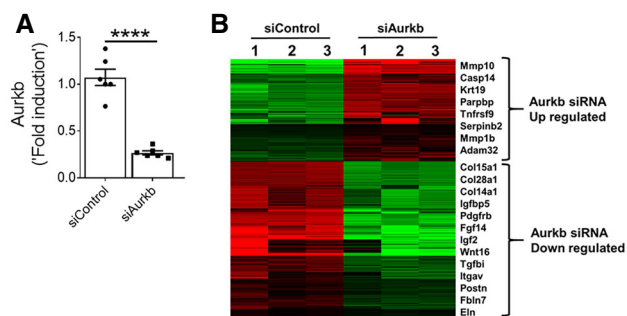 A
****
Aurkb
('Fold induction')
1.5
1.0
0.5
0.0
siControl
siAurkb
B
siControl
siAurkb
1 2 3 1 2 3
Mmp10
Casp14
Krt19
Parpbp
Tnfrsf9
Serpinb2
Mmp1b
Adam32
Aurkb siRNA
Up regulated
Col15a1
Col28a1
Col14a1
Igfbp5
Pdgfrb
Fgf14
Igf2
Wnt16
Tgfbi
Itgav
Postn
Fbln7
Eln
Aurkb siRNA
Down regulated